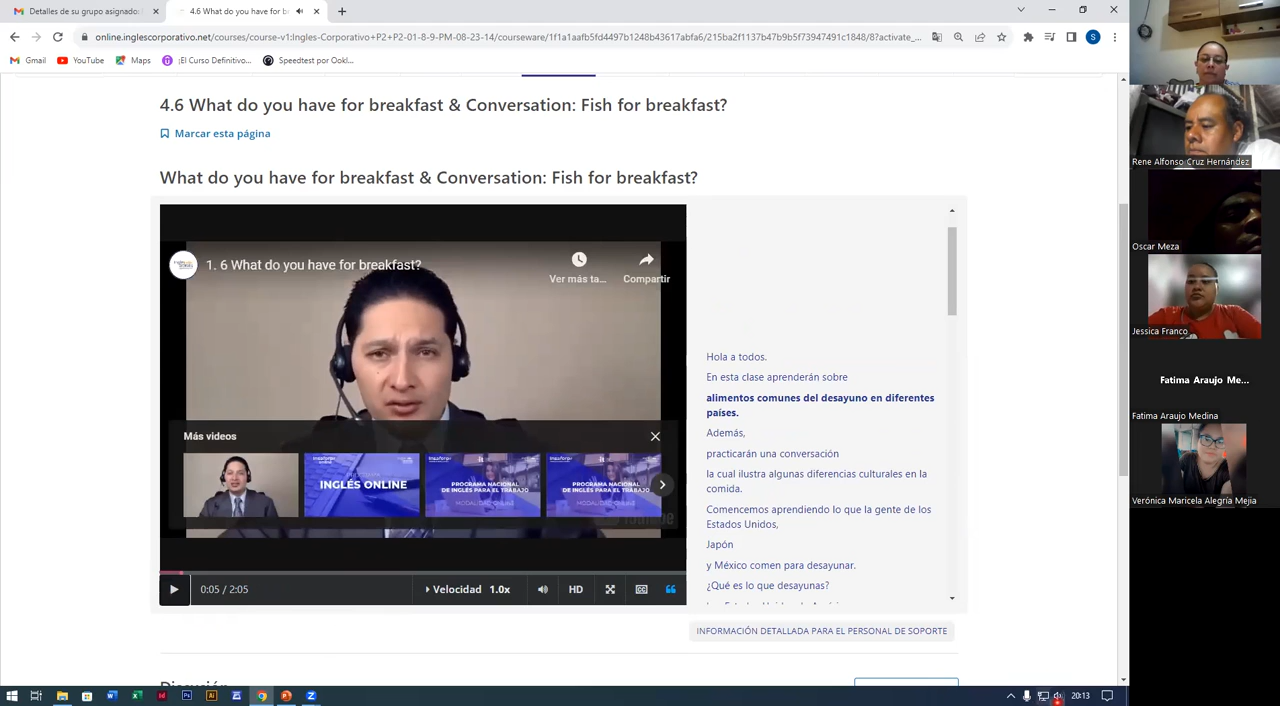 Detalles de su grupo asignado:
4.6 What do you have for br
online.inglescorporativo.net/courses/course-v1:Ingles-Corporativo+P2+P2-01-8-9-PM-08-23-14/courseware/1f1a1aafb5fd4497b1248b43617abfa6/215ba2f1137b47b9b5f73947491c1848/8?activate_...
Gmail
YouTube
Maps
¡El Curso Definitivo...
Speedtest por Ookl...
4.6 What do you have for breakfast & Conversation: Fish for breakfast?
Marcar esta página
What do you have for breakfast & Conversation: Fish for breakfast?
1. 6 What do you have for breakfast?
Ver más ta...
Compartir
Más videos
INGLÉS ONLINE
PROGRAMA NACIONAL
DE INGLÉS PARA EL TRABAJO
MODALIDAD ONLINE
PROGRAMA NACIONAL
DE INGLÉS PARA EL TRABAJO
MODALIDAD ONLINE
0:05 / 2:05
Velocidad 1.0x
HD
Hola a todos.
En esta clase aprenderán sobre
alimentos comunes del desayuno en diferentes
países.
Además,
practicarán una conversación
la cual ilustra algunas diferencias culturales en la
comida.
Comencemos aprendiendo lo que la gente de los
Estados Unidos,
Japón
y México comen para desayunar.
¿Qué es lo que desayunas?
INFORMACIÓN DETALLADA PARA EL PERSONAL DE SOPORTE
Discusión
Rene Alfonso Cruz Hernández
Oscar Meza
Jessica Franco
Fatima Araujo Me...
Fatima Araujo Medina
Verónica Maricela Alegría Mejia
20:13